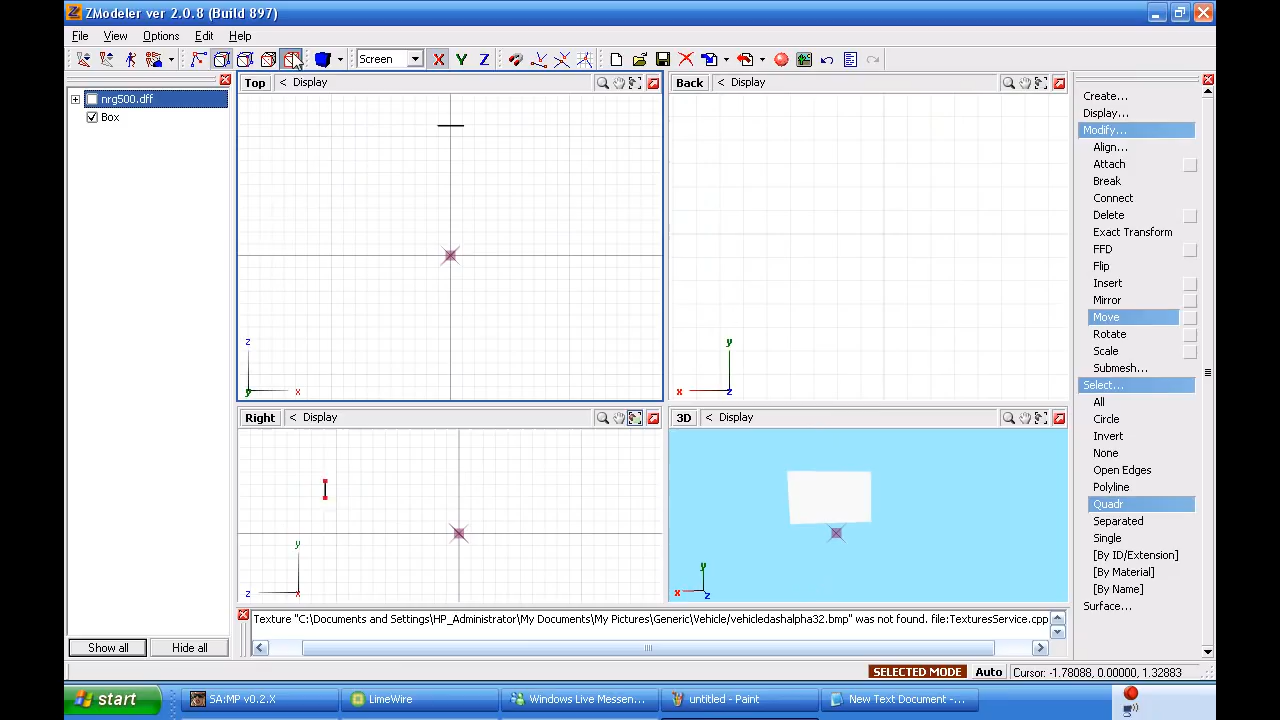 ZModeler ver 2.0.8 (Build 897)
File View Options Edit Help
Screen X Y Z
nrg500.dff
Box
Show all Hide all
Top < Display
z
y x
Back < Display
y
x z
Right < Display
y
z x
3D < Display
y
x z
Create...
Display...
Modify...
Align...
Attach
Break
Connect
Delete
Exact Transform
FFD
Flip
Insert
Mirror
Move
Rotate
Scale
Submesh...
Select...
All
Circle
Invert
None
Open Edges
Polyline
Quadr
Separated
Single
[By ID/Extension]
[By Material]
[By Name]
Surface...
Texture "C:\Documents and Settings\HP_Administrator\My Documents\My Pictures\Generic\Vehicle/vehicledashalpha32.bmp" was not found. file:TexturesService.cpp
SELECTED MODE Auto Cursor: -1.78088, 0.00000, 1.32883
start SA:MP v0.2.X LimeWire Windows Live Messen... untitled - Paint New Text Document -...